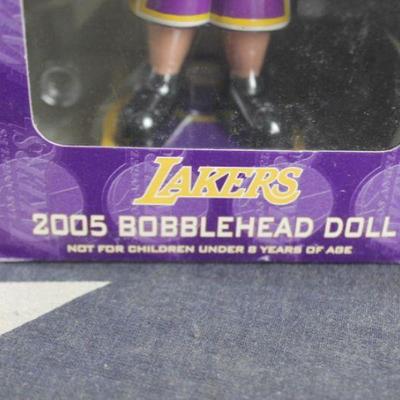 LAKERS
2005 BOBBLEHEAD DOLL
NOT FOR CHILDREN UNDER 8 YEARS OF AGE